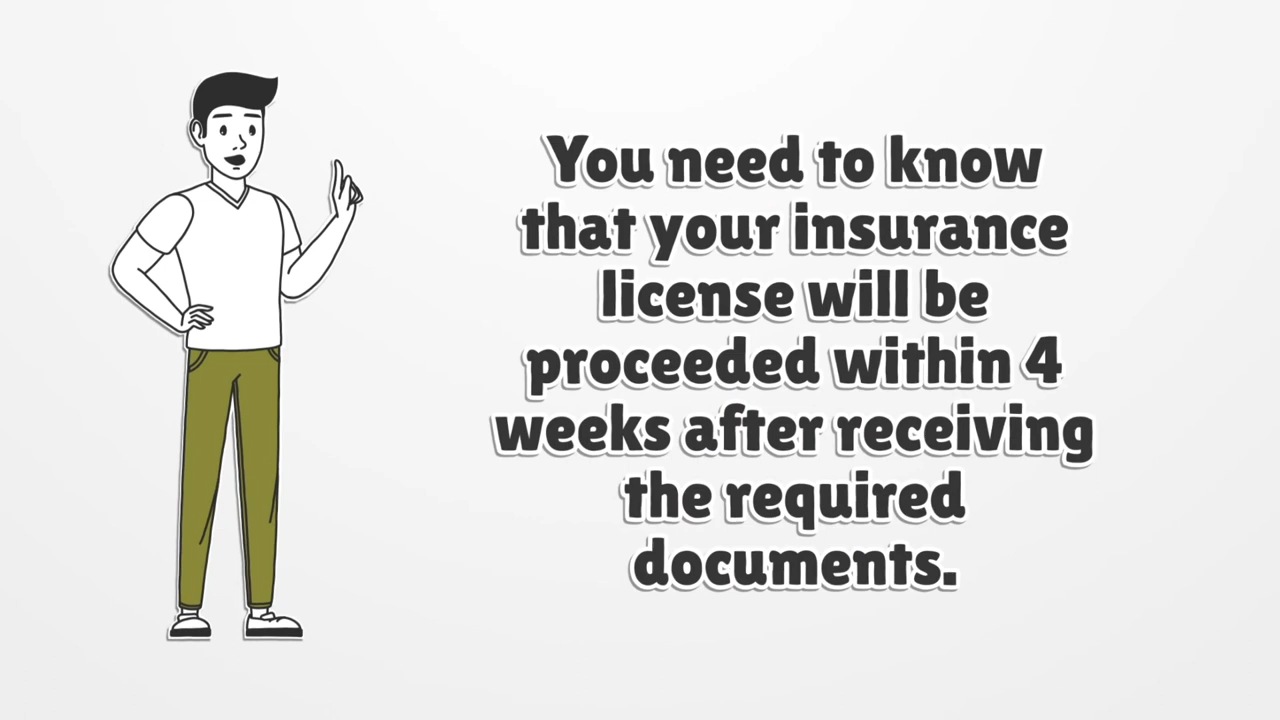 You need to know
that your insurance
license will be
proceeded within 4
weeks after receiving
the required
documents.